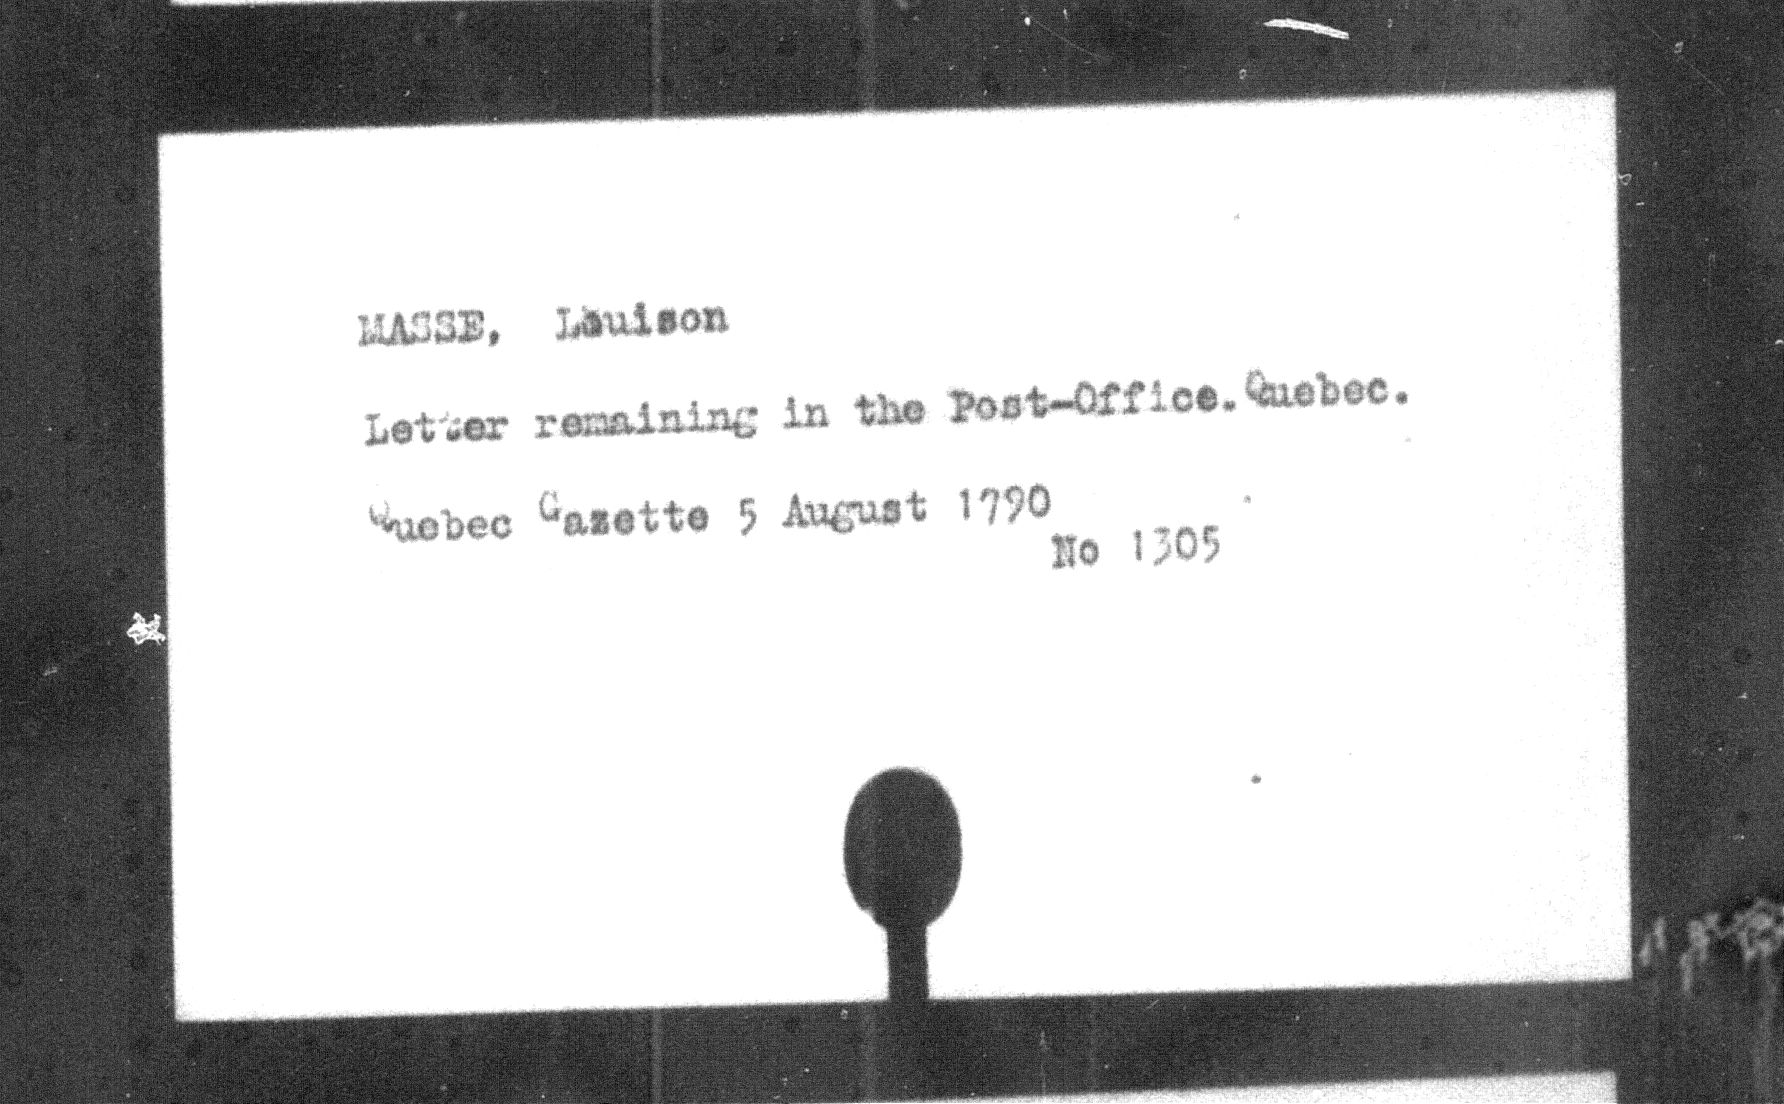 MASSE, Louison
Letter remaining in the Post-Office. Quebec.
Quebec Gazette 5 August 1790
No 1305